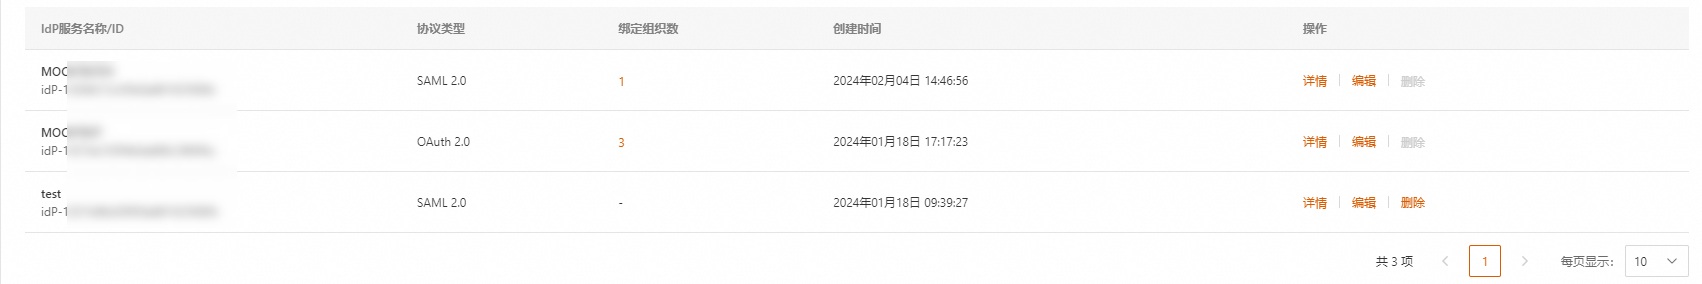 IdP服务名称/ID 协议类型 绑定组织数 创建时间 操作
MOC
idP-1 SAML 2.0 1 2024年02月04日 14:46:56 详情 编辑 删除
MOC
idP-1 OAuth 2.0 3 2024年01月18日 17:17:23 详情 编辑 删除
test
idP-1 SAML 2.0 - 2024年01月18日 09:39:27 详情 编辑 删除
共 3 项 1 每页显示: 10